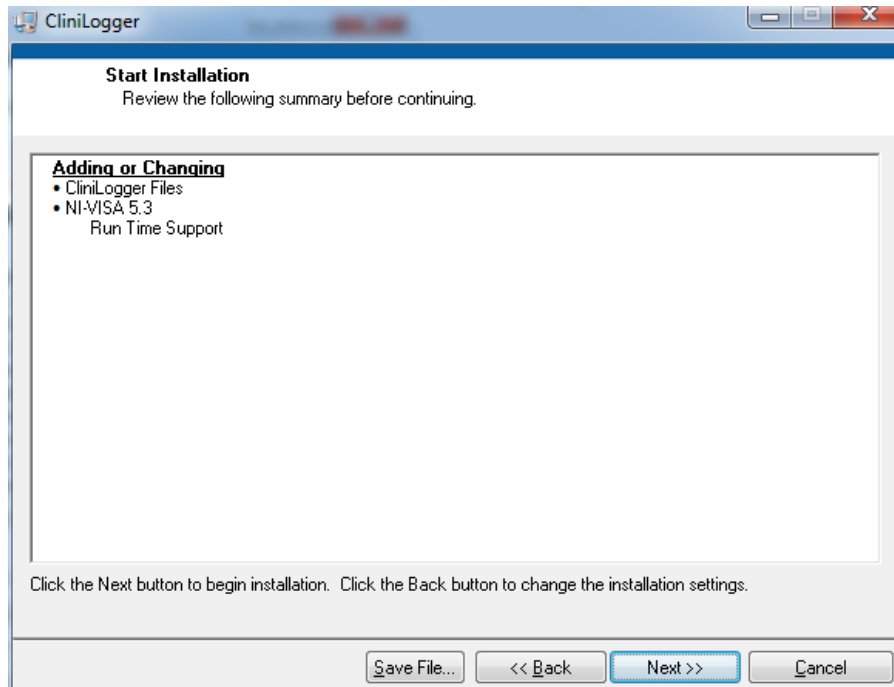 CliniLogger
Start Installation
Review the following summary before continuing.
Adding or Changing
• CliniLogger Files
• NI-VISA 5.3
Run Time Support
Click the Next button to begin installation.  Click the Back button to change the installation settings.
Save File...
<< Back
Next >>
Cancel